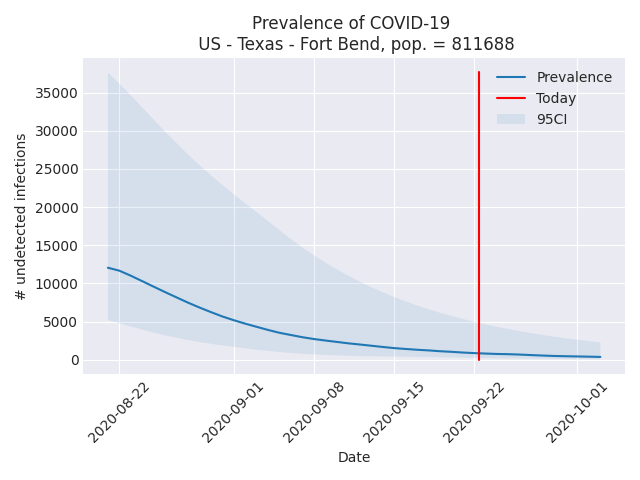 Prevalence of COVID-19
US - Texas - Fort Bend, pop. = 811688
Prevalence
Today
95CI
# undetected infections
35000
30000
25000
20000
15000
10000
5000
0
2020-08-22
2020-09-01
2020-09-08
2020-09-15
2020-09-22
2020-10-01
Date